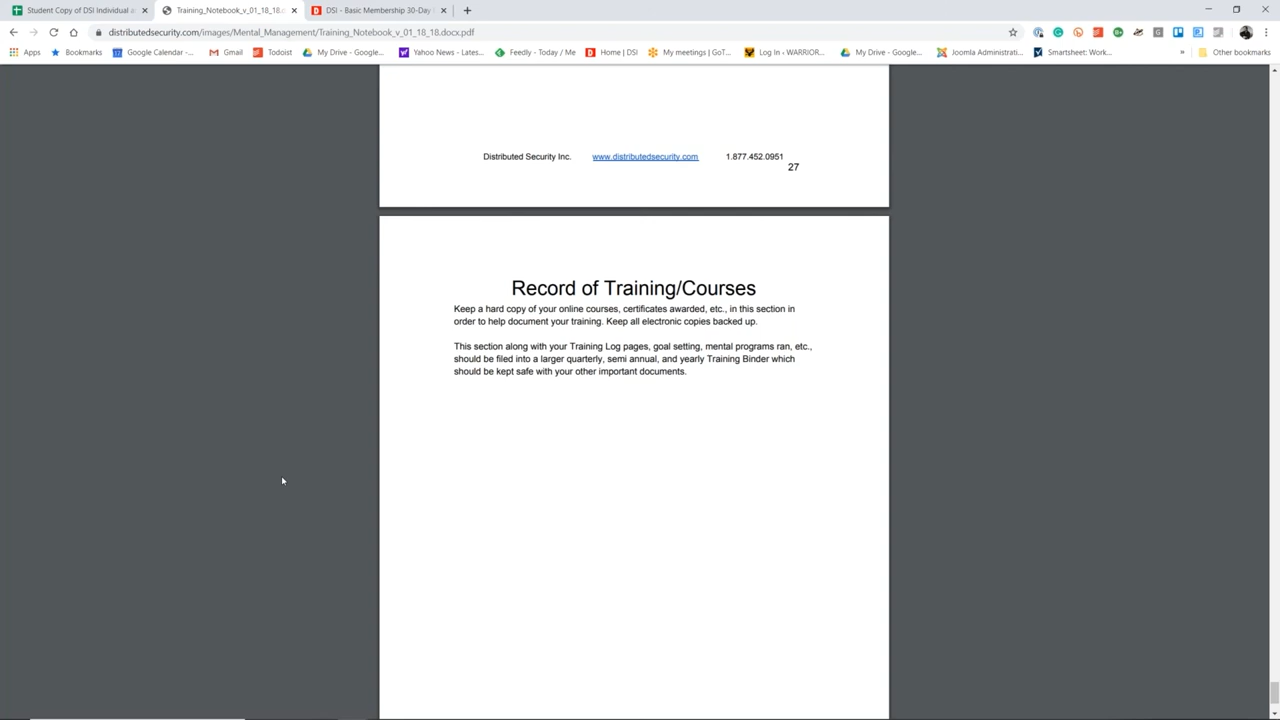 Student Copy of DSI Individual a
Training_Notebook_v_01_18_18.d
DSI - Basic Membership 30-Day
distributedsecurity.com/images/Mental_Management/Training_Notebook_v_01_18_18.docx.pdf
Apps Bookmarks Google Calendar -... Gmail Todoist My Drive - Google... Yahoo News - Lates... Feedly - Today / Me Home | DSI My meetings | GoT... Log In ‹ WARRIOR... My Drive - Google... Joomla Administrati... Smartsheet: Work... » Other bookmarks
Distributed Security Inc. www.distributedsecurity.com 1.877.452.0951
27
Record of Training/Courses
Keep a hard copy of your online courses, certificates awarded, etc., in this section in
order to help document your training. Keep all electronic copies backed up.
This section along with your Training Log pages, goal setting, mental programs ran, etc.,
should be filed into a larger quarterly, semi annual, and yearly Training Binder which
should be kept safe with your other important documents.